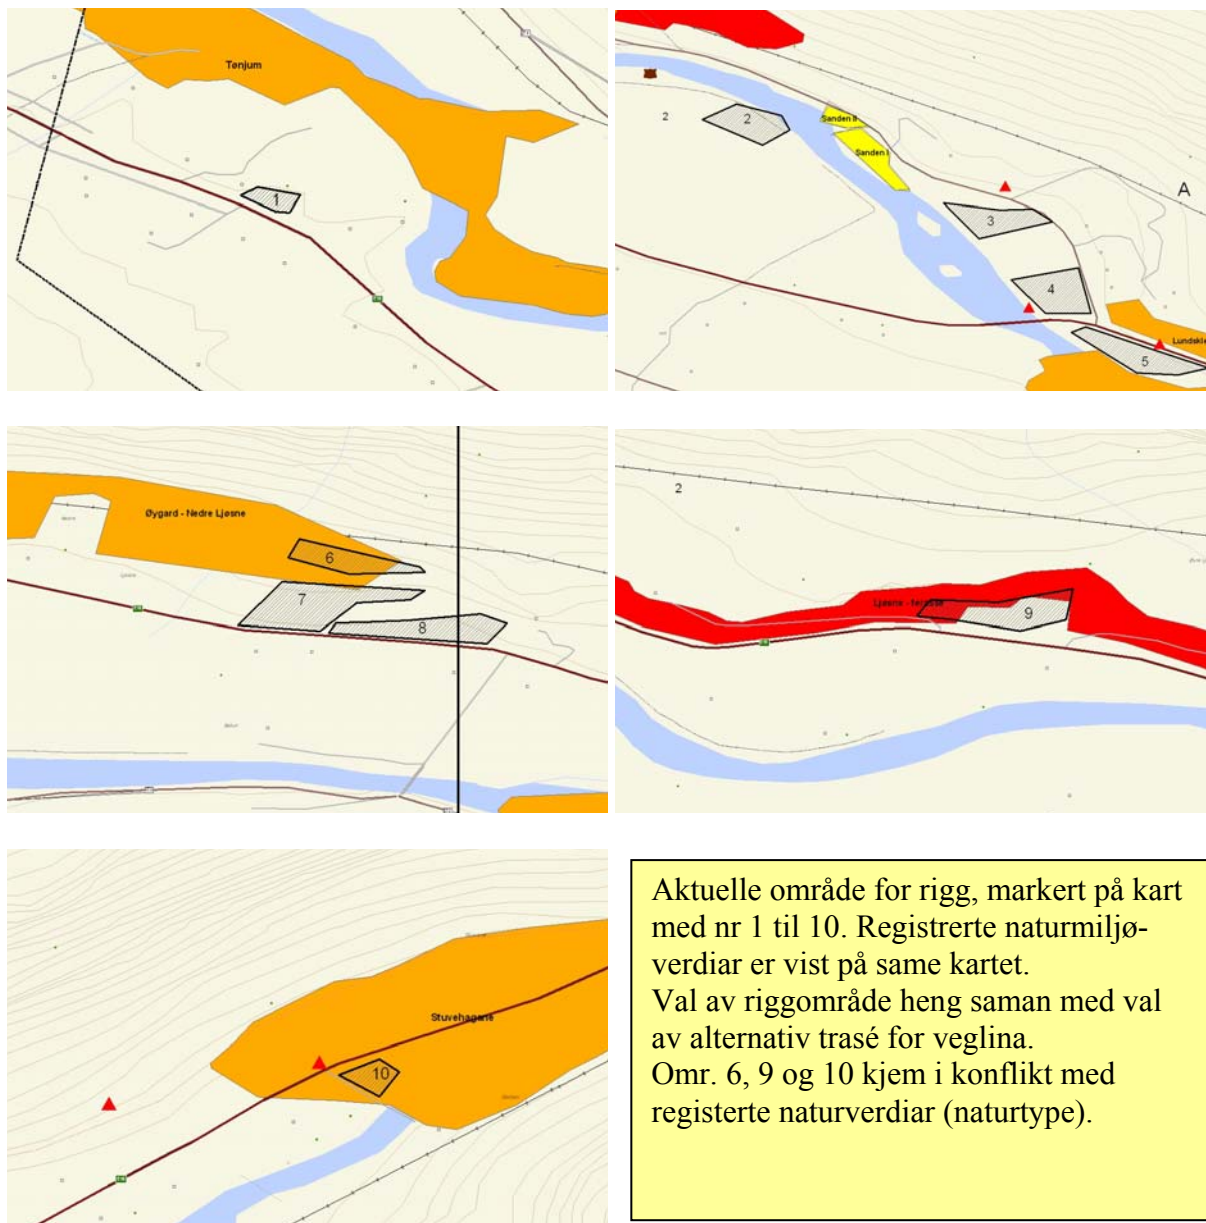 Tønjum
1
2
2
Sanden II
Sanden I
A
3
4
5
Lundskle
Øygard - Nedre Ljøsne
6
7
8
2
9
Stuvehagane
10
Aktuelle område for rigg, markert på kart
med nr 1 til 10. Registrerte naturmiljø-
verdiar er vist på same kartet.
Val av riggområde heng saman med val
av alternativ trasé for veglina.
Omr. 6, 9 og 10 kjem i konflikt med
registerte naturverdiar (naturtype).